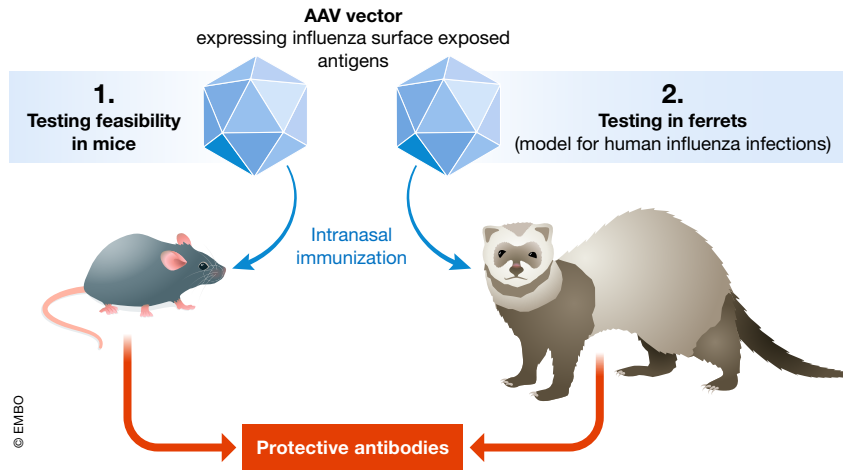 AAV vector
expressing influenza surface exposed
antigens
1.
Testing feasibility
in mice
2.
Testing in ferrets
(model for human influenza infections)
Intranasal
immunization
Protective antibodies
© EMBO